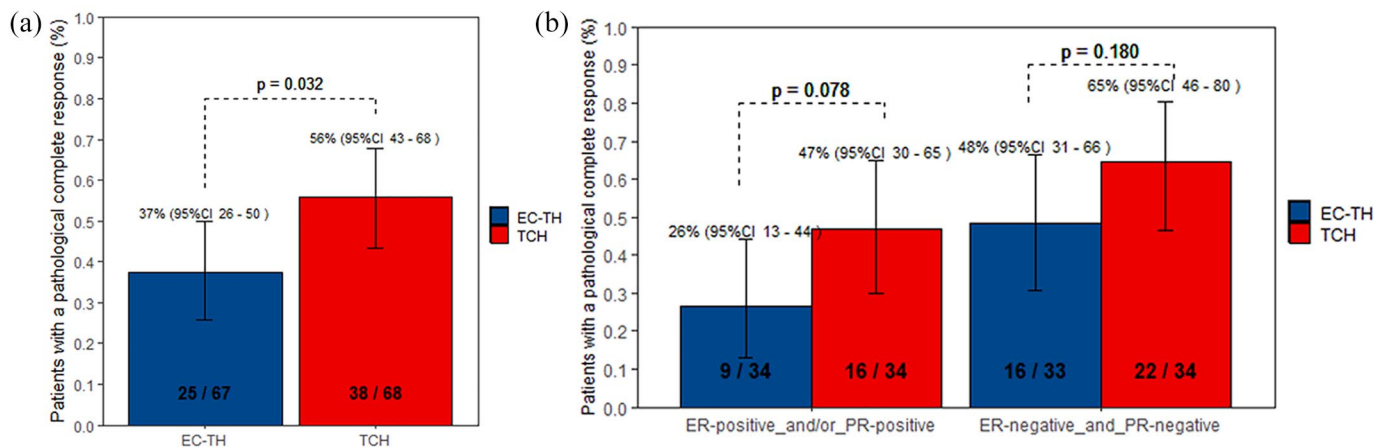 (a)
Patients with a pathological complete response (%)
1.0
0.9
0.8
0.7
0.6
0.5
0.4
0.3
0.2
0.1
0.0
p = 0.032
56% (95%CI 43 - 68 )
37% (95%CI 26 - 50 )
25 / 67
38 / 68
EC-TH
TCH
EC-TH
TCH
(b)
Patients with a pathological complete response (%)
1.0
0.9
0.8
0.7
0.6
0.5
0.4
0.3
0.2
0.1
0.0
p = 0.180
65% (95%CI 46 - 80 )
p = 0.078
47% (95%CI 30 - 65 )
48% (95%CI 31 - 66 )
26% (95%CI 13 - 44 )
9 / 34
16 / 34
16 / 33
22 / 34
ER-positive_and/or_PR-positive
ER-negative_and_PR-negative
EC-TH
TCH